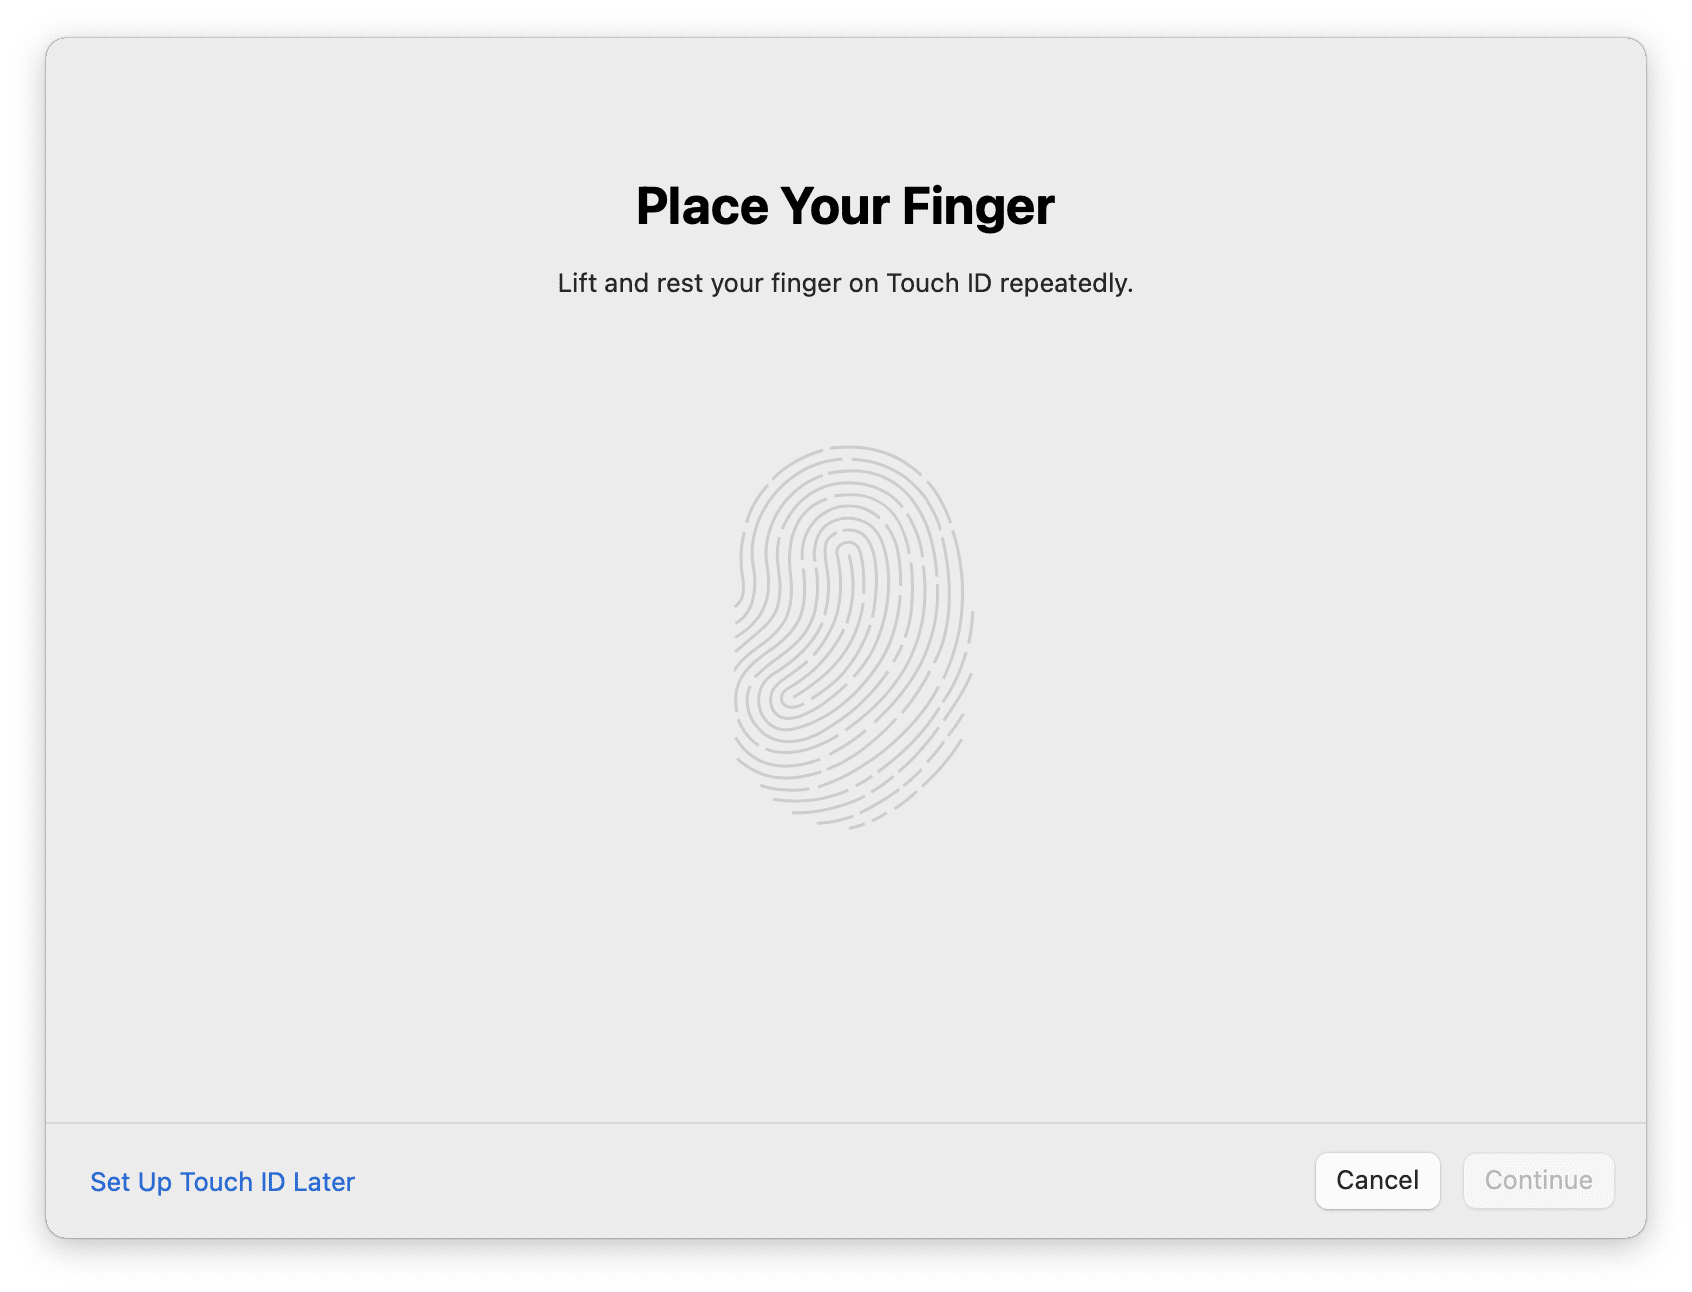 Place Your Finger
Lift and rest your finger on Touch ID repeatedly.
Set Up Touch ID Later
Cancel
Continue